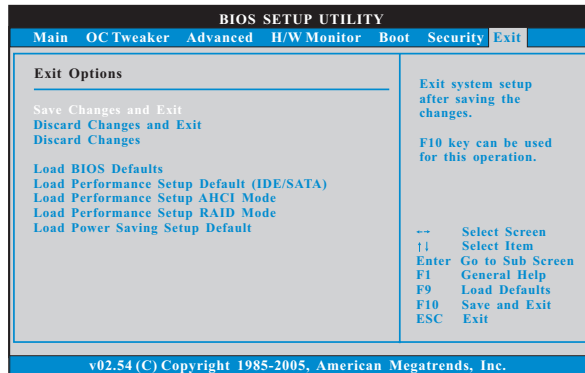 BIOS SETUP UTILITY
Main OC Tweaker Advanced H/W Monitor Boot Security Exit
Exit Options
Save Changes and Exit
Discard Changes and Exit
Discard Changes
Load BIOS Defaults
Load Performance Setup Default (IDE/SATA)
Load Performance Setup AHCI Mode
Load Performance Setup RAID Mode
Load Power Saving Setup Default
Exit system setup
after saving the
changes.
F10 key can be used
for this operation.
←→ Select Screen
↑↓ Select Item
Enter Go to Sub Screen
F1 General Help
F9 Load Defaults
F10 Save and Exit
ESC Exit
v02.54 (C) Copyright 1985-2005, American Megatrends, Inc.